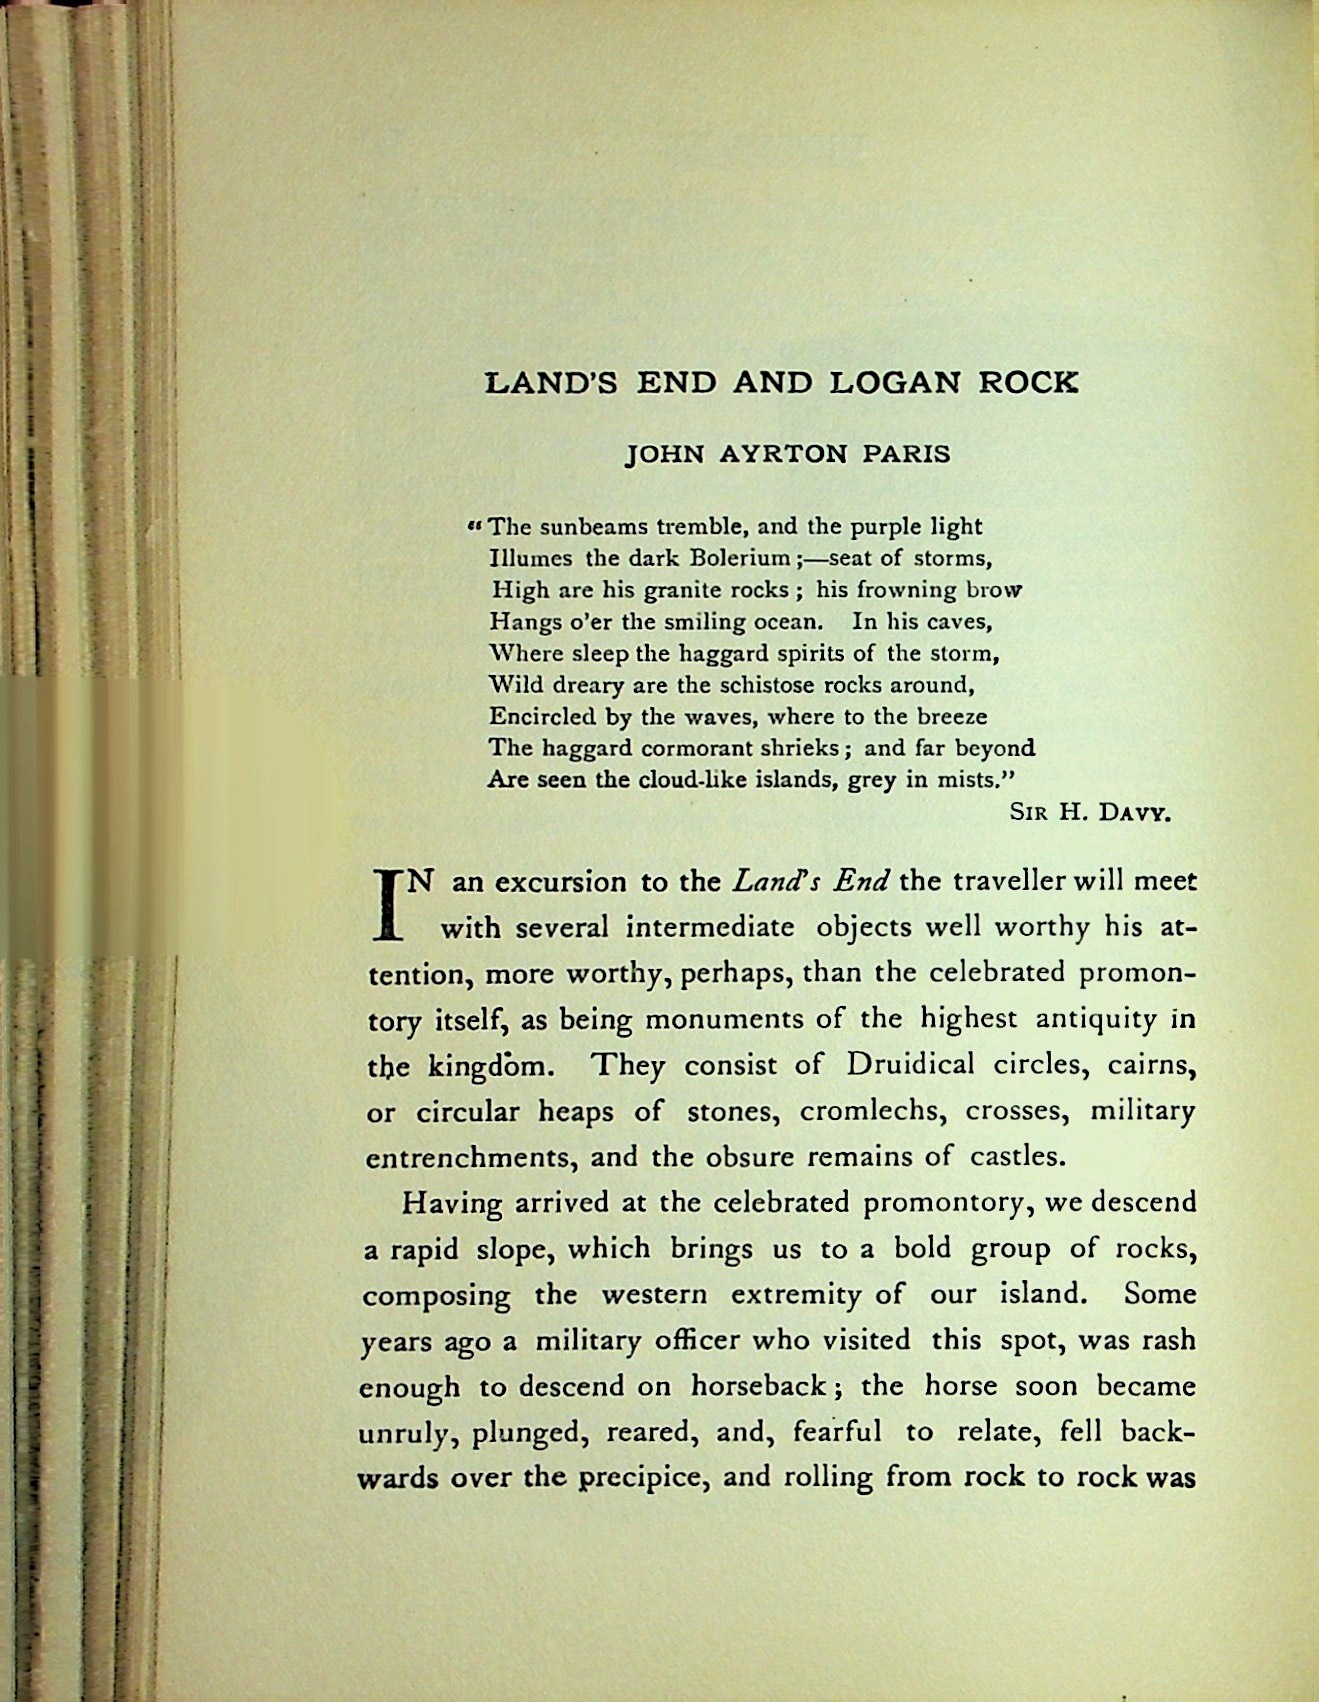 LAND'S END AND LOGAN ROCK
JOHN AYRTON PARIS
"The sunbeams tremble, and the purple light
Illumes the dark Bolerium;—seat of storms,
High are his granite rocks; his frowning brow
Hangs o'er the smiling ocean. In his caves,
Where sleep the haggard spirits of the storm,
Wild dreary are the schistose rocks around,
Encircled by the waves, where to the breeze
The haggard cormorant shrieks; and far beyond
Are seen the cloud-like islands, grey in mists."
SIR H. DAVY.
IN an excursion to the Land's End the traveller will meet
with several intermediate objects well worthy his at-
tention, more worthy, perhaps, than the celebrated promon-
tory itself, as being monuments of the highest antiquity in
the kingdom. They consist of Druidical circles, cairns,
or circular heaps of stones, cromlechs, crosses, military
entrenchments, and the obsure remains of castles.
Having arrived at the celebrated promontory, we descend
a rapid slope, which brings us to a bold group of rocks,
composing the western extremity of our island. Some
years ago a military officer who visited this spot, was rash
enough to descend on horseback; the horse soon became
unruly, plunged, reared, and, fearful to relate, fell back-
wards over the precipice, and rolling from rock to rock was